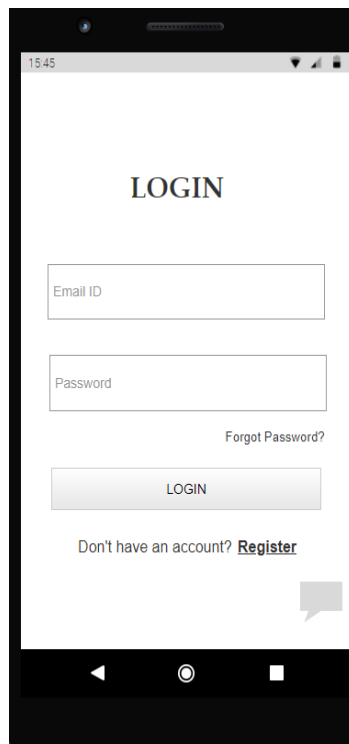 15:45
LOGIN
Email ID
Password
Forgot Password?
LOGIN
Don't have an account? Register